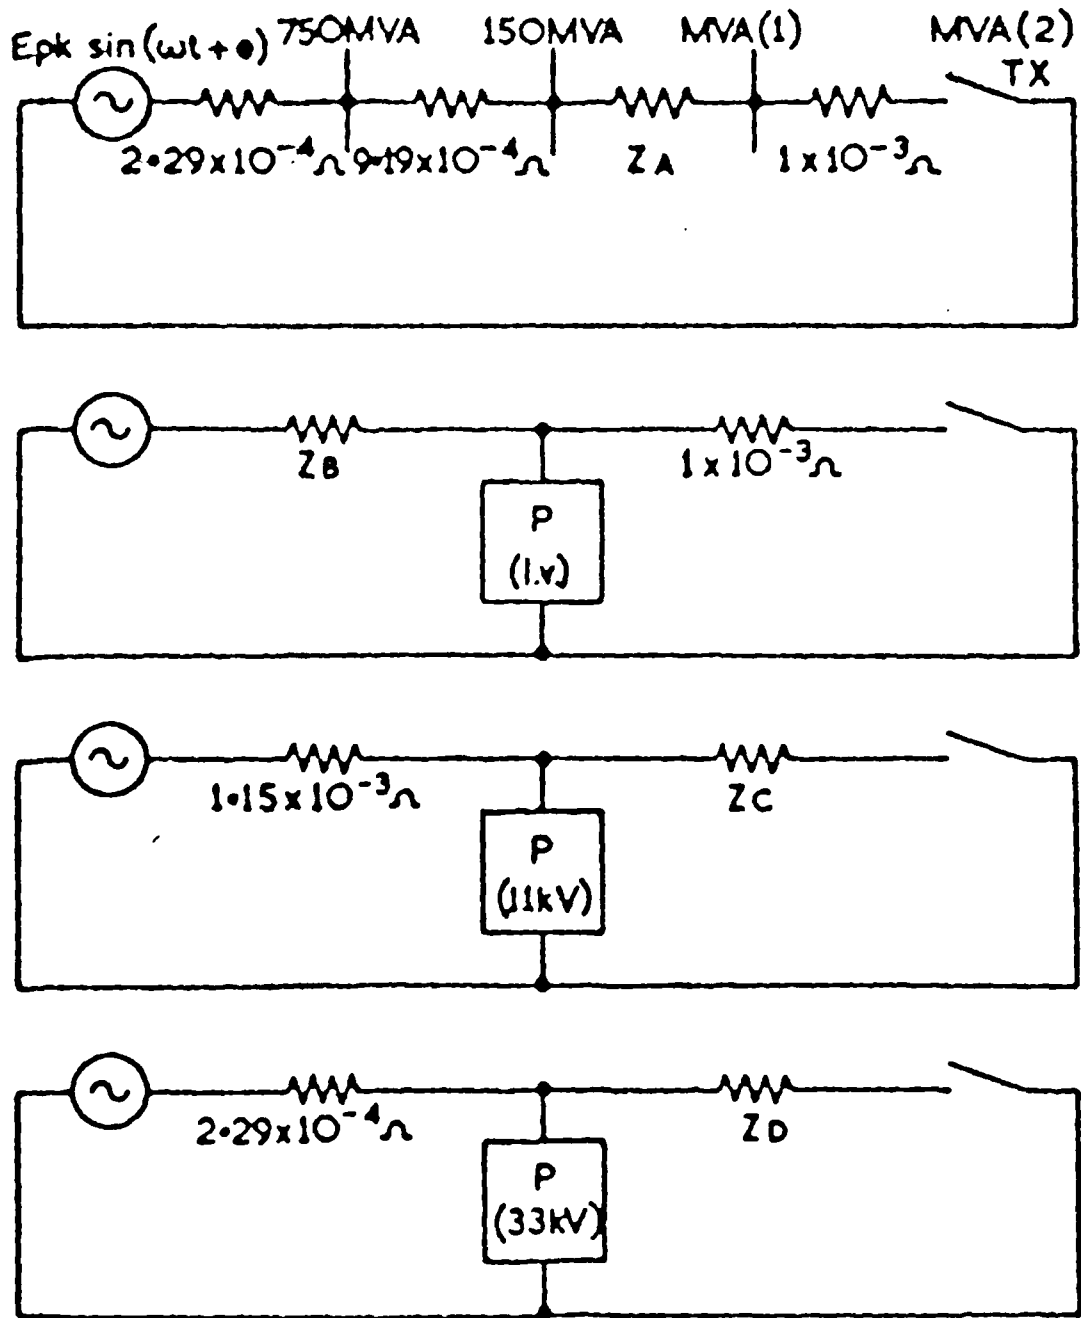 Epk sin(ωt + ●) 750MVA 150MVA MVA(1) MVA(2)
TX
2·29x10⁻⁴Ω 9·19x10⁻⁴Ω ZA 1x10⁻³Ω
ZB 1x10⁻³Ω
P
(l.v.)
1·15x10⁻³Ω ZC
P
(11kV)
2·29x10⁻⁴Ω ZD
P
(33kV)